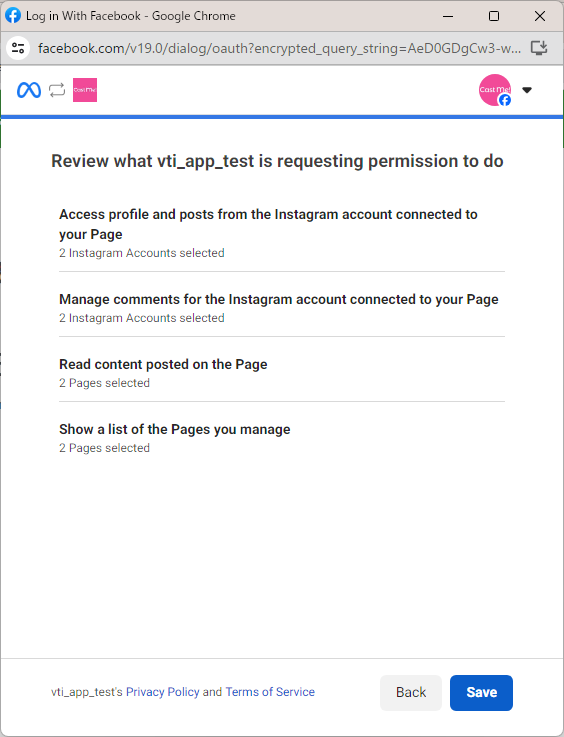 Log in With Facebook - Google Chrome
facebook.com/v19.0/dialog/oauth?encrypted_query_string=AeD0GDgCw3-w...
Cast Me!
Cast Me!
Review what vti_app_test is requesting permission to do
Access profile and posts from the Instagram account connected to
your Page
2 Instagram Accounts selected
Manage comments for the Instagram account connected to your Page
2 Instagram Accounts selected
Read content posted on the Page
2 Pages selected
Show a list of the Pages you manage
2 Pages selected
vti_app_test's Privacy Policy and Terms of Service
Back
Save